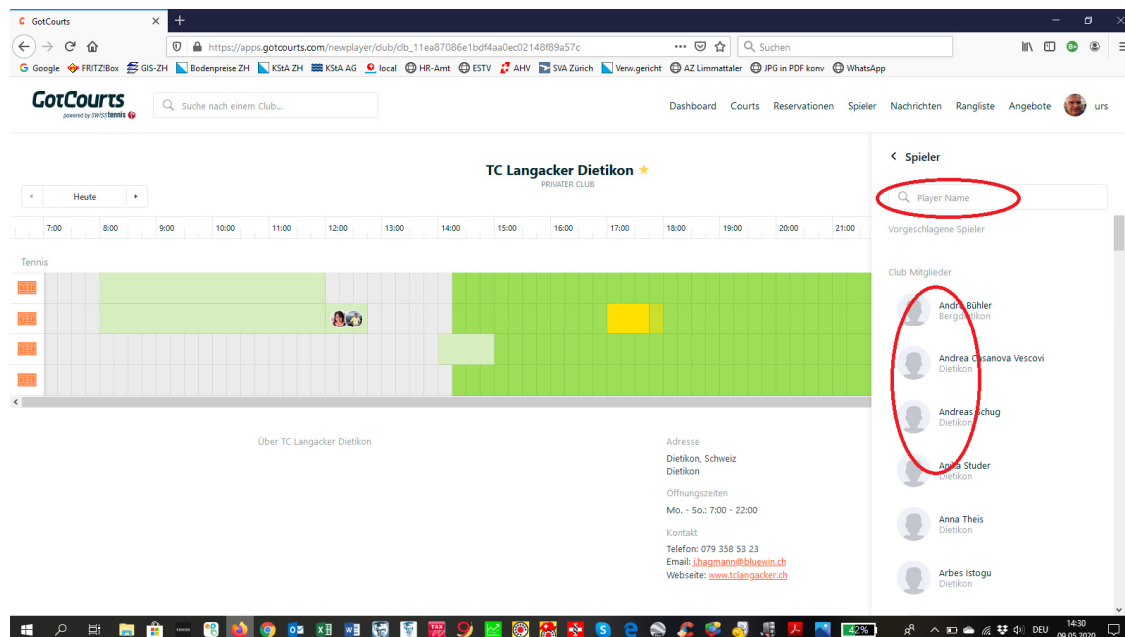 GotCourts
https://apps.gotcourts.com/newplayer/club/clb_11ea87086e1bdf4aa0ec02148f89a57c
Suchen
Google FRITZ!Box GIS-ZH Bodenpreise ZH KStA ZH KStA AG local HR-Amt ESTV AHV SVA Zürich Verw.gericht AZ Limmattaler JPG in PDF konv WhatsApp
GotCourts
powered by SWISS tennis
Suche nach einem Club...
Dashboard Courts Reservationen Spieler Nachrichten Rangliste Angebote urs
Spieler
TC Langacker Dietikon
PRIVATER CLUB
Heute
Player Name
Vorgeschlagene Spieler
7:00 8:00 9:00 10:00 11:00 12:00 13:00 14:00 15:00 16:00 17:00 18:00 19:00 20:00 21:00
Tennis
Club Mitglieder
André Bühler
Bergdietikon
Andrea Casanova Vescovi
Dietikon
Andreas Schug
Dietikon
Anita Studer
Dietikon
Anna Theis
Dietikon
Arbes Istogu
Dietikon
Über TC Langacker Dietikon
Adresse
Dietikon, Schweiz
Dietikon
Öffnungszeiten
Mo. - So.: 7:00 - 22:00
Kontakt
Telefon: 079 358 53 23
Email: j.hagmann@bluewin.ch
Webseite: www.tclangacker.ch
42%
DEU
14:30
09.05.2020